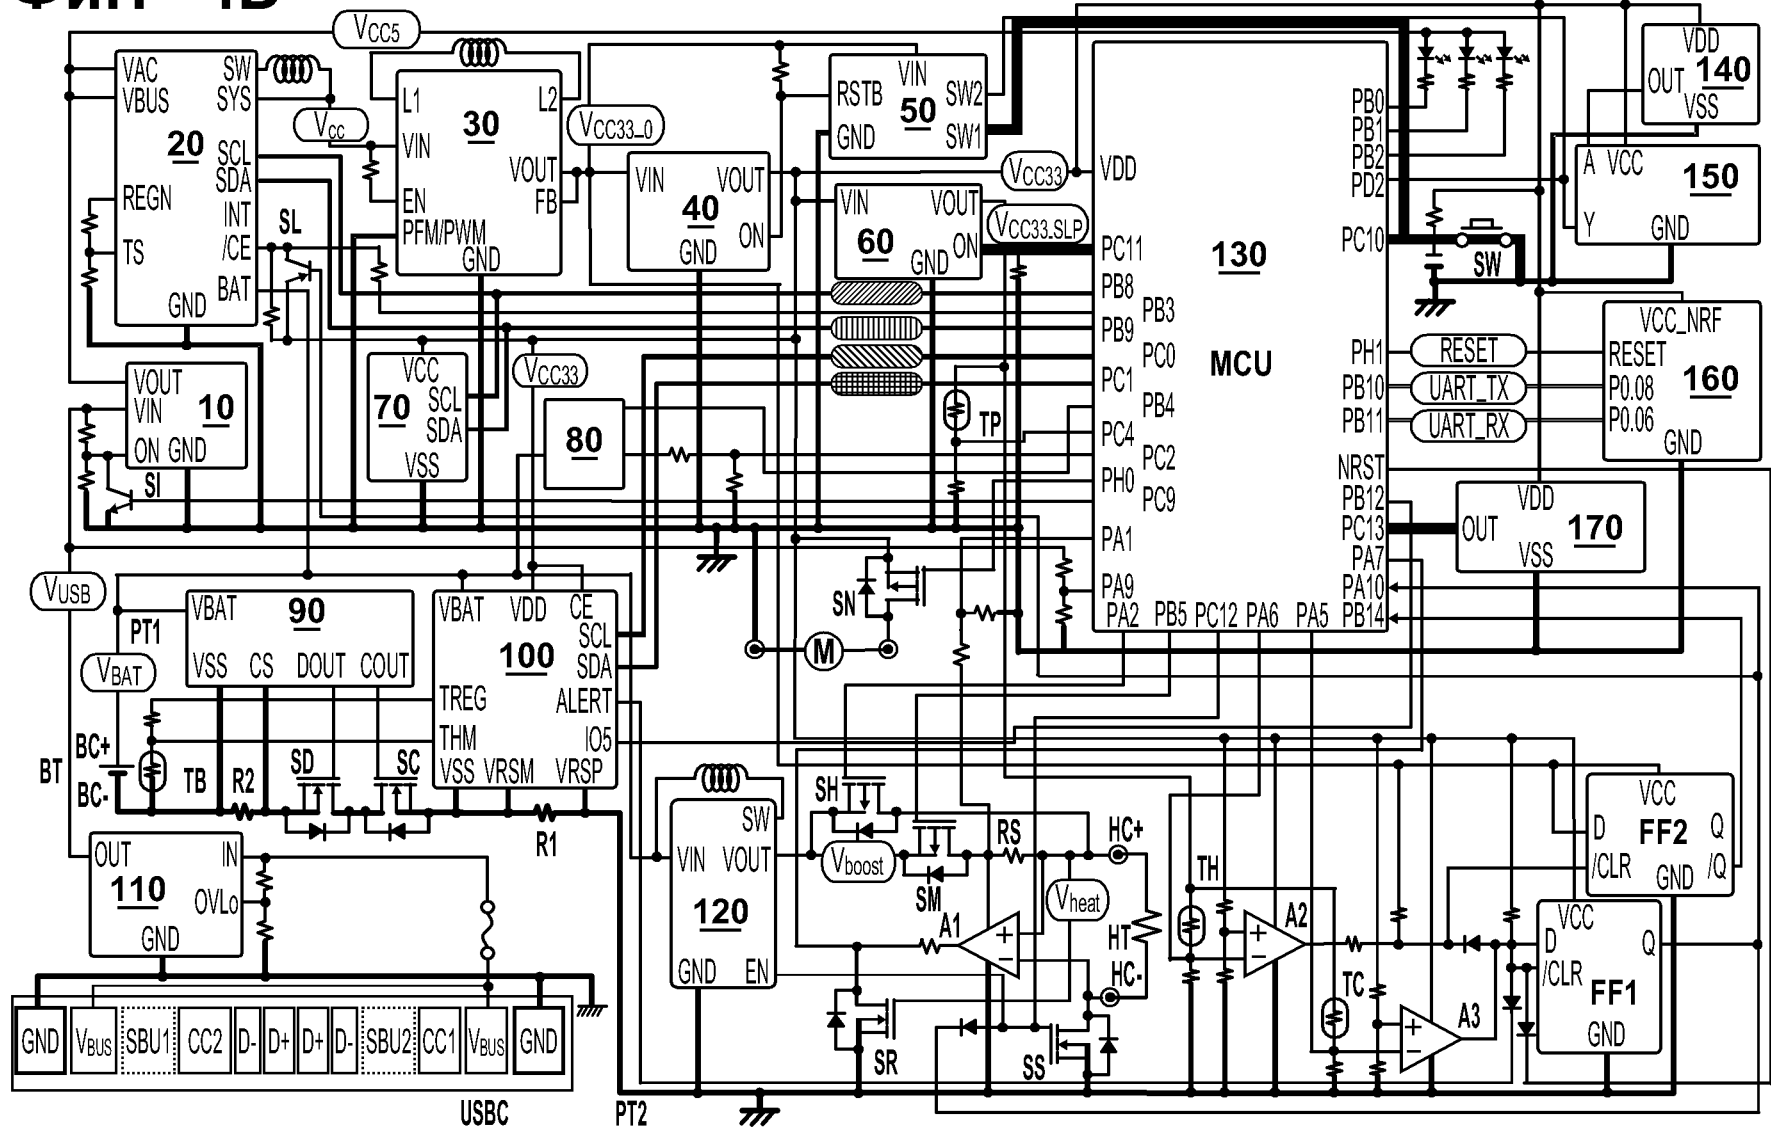 VCC5
VAC
VBUS
SW
SYS
20
SCL
SDA
REGN
INT
/CE
TS
BAT
GND
SL
VCC
L1
L2
30
VIN
VOUT
EN
FB
PFM/PWM
GND
VCC33_0
VIN
VOUT
40
ON
GND
VIN
RSTB
SW2
50
GND
SW1
VCC33
VIN
VOUT
60
ON
GND
VCC33.SLP
VDD
PC11
PB8
PB3
PB9
PC0
PC1
PB4
PC4
PC2
PH0
PC9
PA1
PA9
PA2
PB5
PC12
PA6
PA5
130
MCU
PB0
PB1
PB2
PD2
PC10
PH1
PB10
PB11
NRST
PB12
PC13
PA7
PA10
PB14
VDD
OUT
140
VSS
A
VCC
150
Y
GND
SW
RESET
UART_TX
UART_RX
VCC_NRF
RESET
P0.08
160
P0.06
GND
VDD
OUT
170
VSS
VOUT
VIN
10
ON
GND
SI
VCC
70
SCL
SDA
VSS
VCC33
80
TP
SN
M
VUSB
PT1
VBAT
VBAT
90
VSS
CS
DOUT
COUT
VBAT
VDD
CE
SCL
100
SDA
TREG
ALERT
THM
IO5
VSS
VRSM
VRSP
BT
BC+
BC-
TB
R2
SD
SC
R1
OUT
IN
110
OVLo
GND
SW
VIN
VOUT
120
GND
EN
SH
Vboost
SM
RS
HC+
Vheat
A1
+
−
HT
HC-
SR
SS
TH
A2
+
−
TC
A3
+
−
VCC
D
FF2
Q
/CLR
/Q
GND
VCC
D
Q
/CLR
FF1
GND
GND
VBUS
SBU1
CC2
D-
D+
D+
D-
SBU2
CC1
VBUS
GND
USBC
PT2